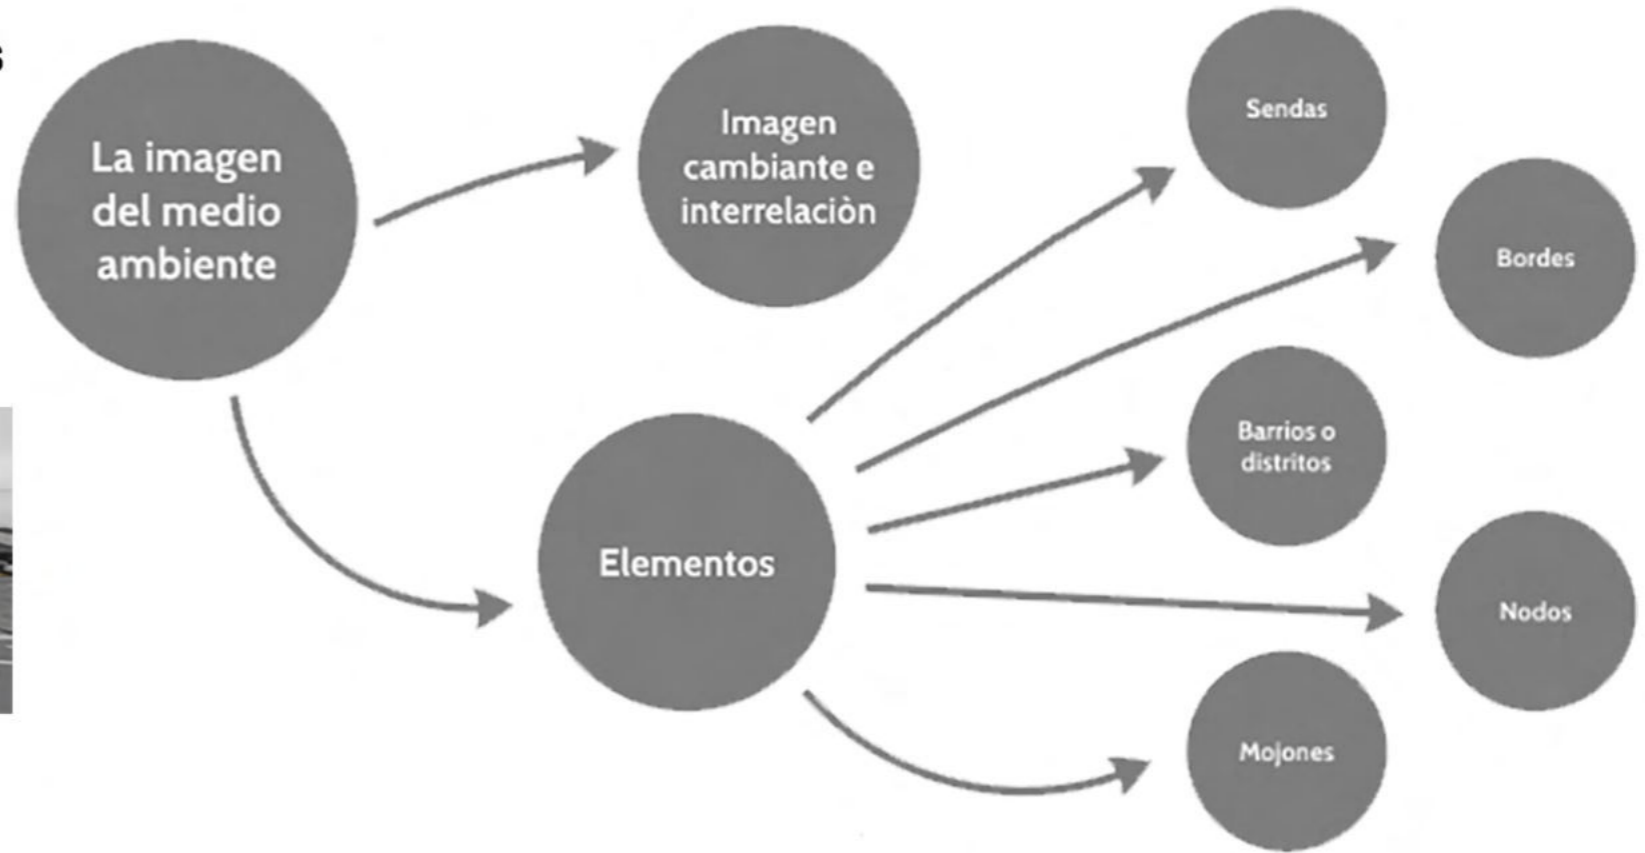 s
La imagen
del medio
ambiente
Imagen
cambiante e
interrelaciòn
Elementos
Sendas
Bordes
Barrios o
distritos
Nodos
Mojones